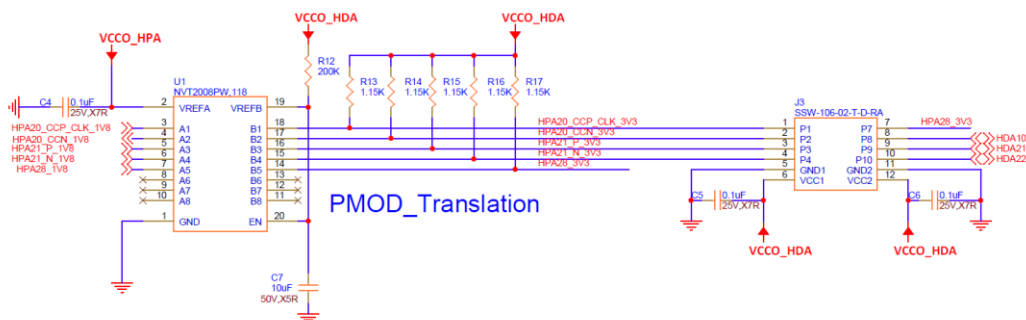 VCCO_HDA
VCCO_HDA
VCCO_HPA
R12
200K
R13
1.15K
R14
1.15K
R15
1.15K
R16
1.15K
R17
1.15K
U1
NVT2008PW,118
C4
0.1uF
25V,X7R
2 VREFA VREFB 19
HPA20_CCP_CLK_1V8 3 A1 B1 18 HPA20_CCP_CLK_3V3
HPA20_CCN_1V8 4 A2 B2 17 HPA20_CCN_3V3
HPA21_P_1V8 5 A3 B3 16 HPA21_P_3V3
HPA21_N_1V8 6 A4 B4 15 HPA21_N_3V3
HPA28_1V8 7 A5 B5 14 HPA28_3V3
8 A6 B6 13
9 A7 B7 12
10 A8 B8 11
1 GND EN 20
PMOD_Translation
C7
10uF
50V,X5R
J3
SSW-106-02-T-D-RA
1 P1 P7 7 HPA28_3V3
2 P2 P8 8 HDA10
3 P3 P9 9 HDA21
4 P4 P10 10 HDA22
5 GND1 GND2 11
6 VCC1 VCC2 12
C5
0.1uF
25V,X7R
C6
0.1uF
25V,X7R
VCCO_HDA
VCCO_HDA